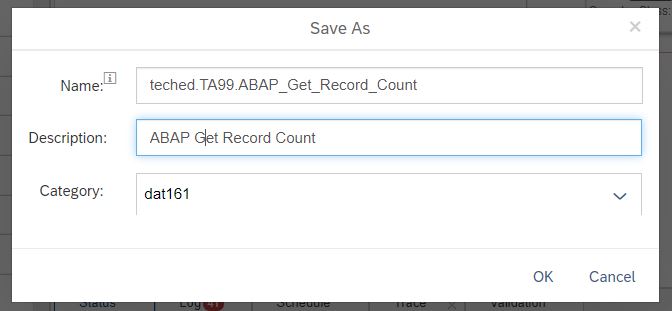 Save As
×
Name:
teched.TA99.ABAP_Get_Record_Count
Description:
ABAP Get Record Count
Category:
dat161
OK
Cancel
Status
Log 41
Schedule
Trace
Validation